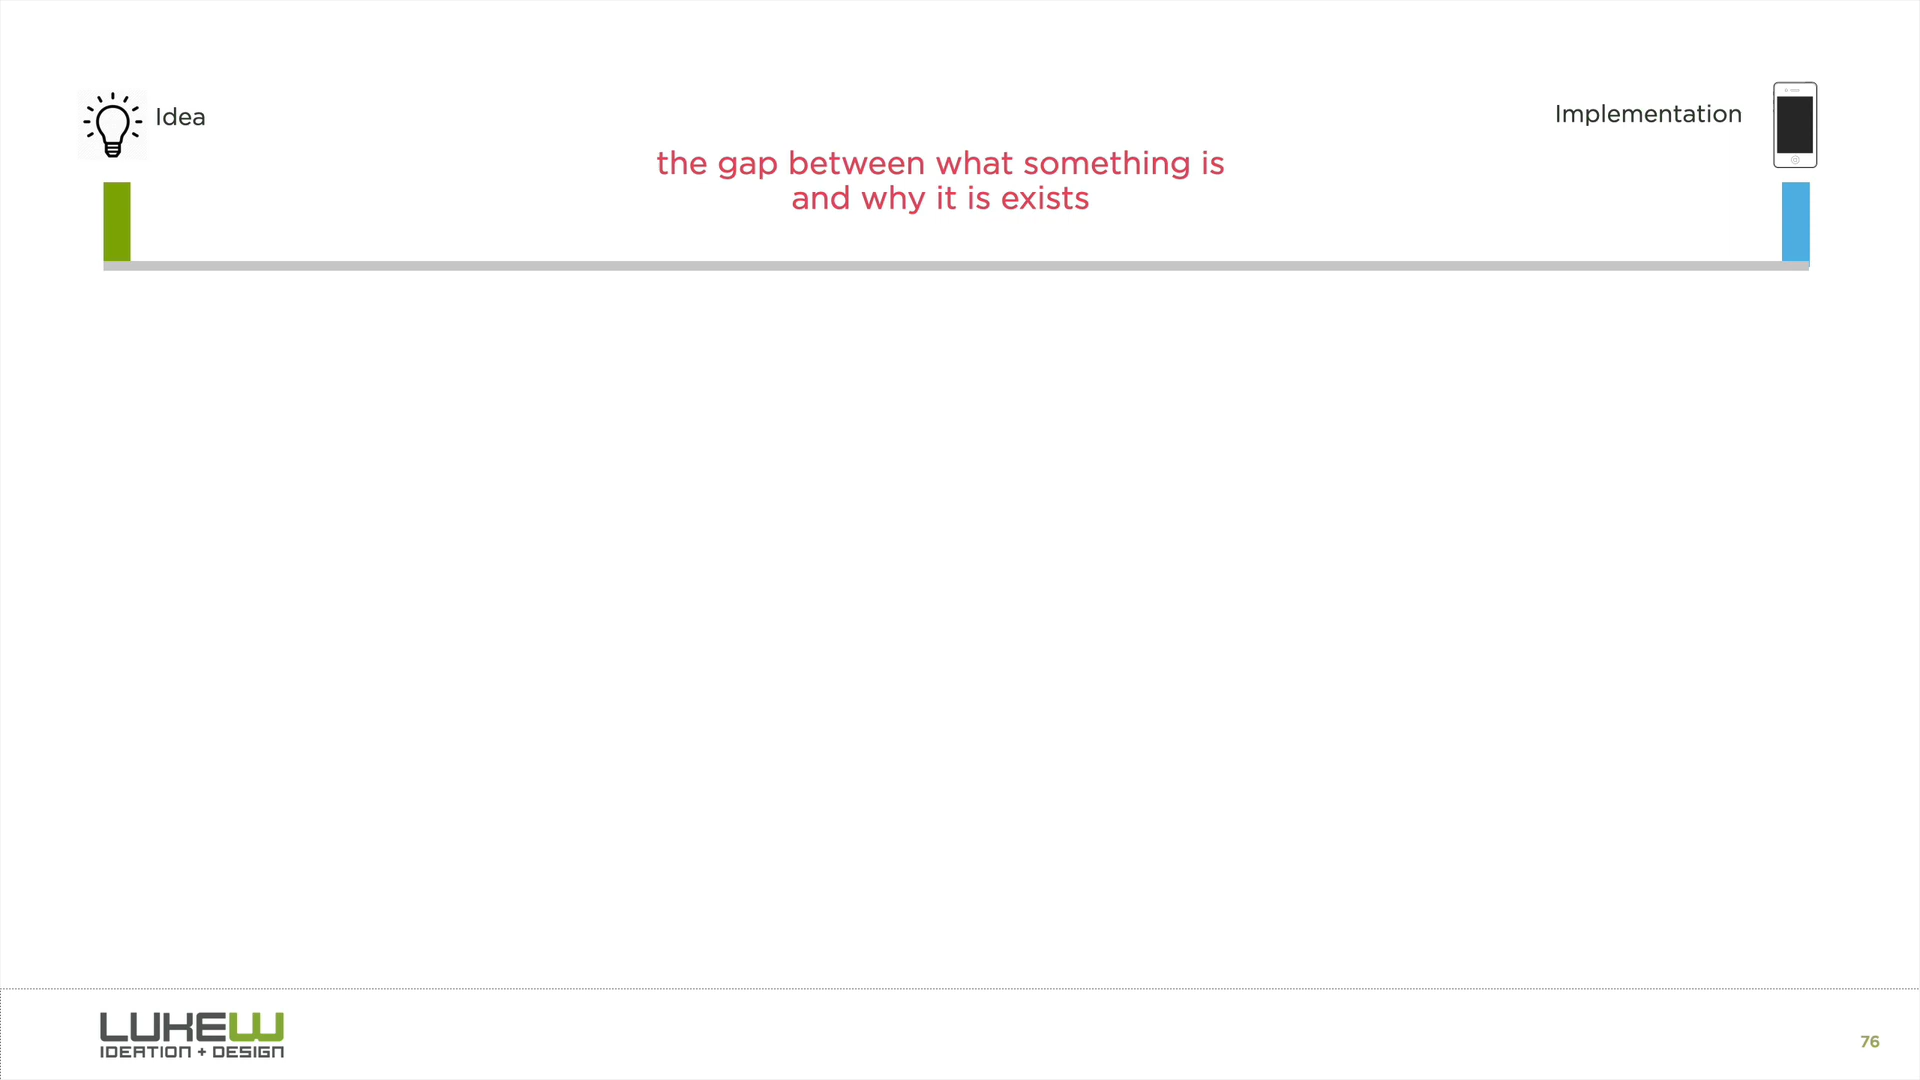 Idea
Implementation
the gap between what something is
and why it is exists
LUKEW
IDEATION + DESIGN
76